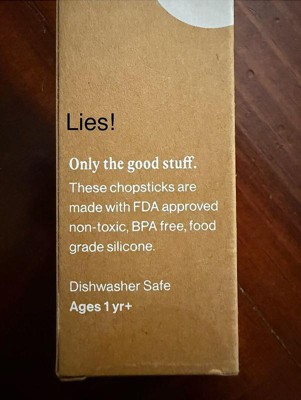 Lies!
Only the good stuff.
These chopsticks are
made with FDA approved
non-toxic, BPA free, food
grade silicone.
Dishwasher Safe
Ages 1 yr+